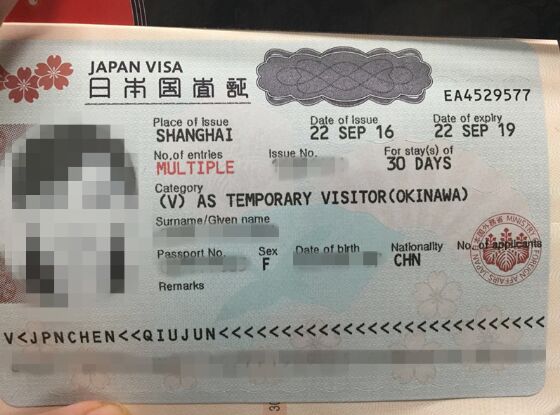 JAPAN VISA
日本国査証
EA4529577
Place of Issue Date of Issue Date of expiry
SHANGHAI 22 SEP 16 22 SEP 19
No.of entries Issue No. For stay(s) of
MULTIPLE 30 DAYS
Category
(V) AS TEMPORARY VISITOR(OKINAWA)
Surname/Given name
Passport No. Sex Date of birth Nationality No. of applicants
F CHN
Remarks
V<JPNCHEN<<QIUJUN<<<<<<<<<<<<<<<<<<<<<<<<<<<